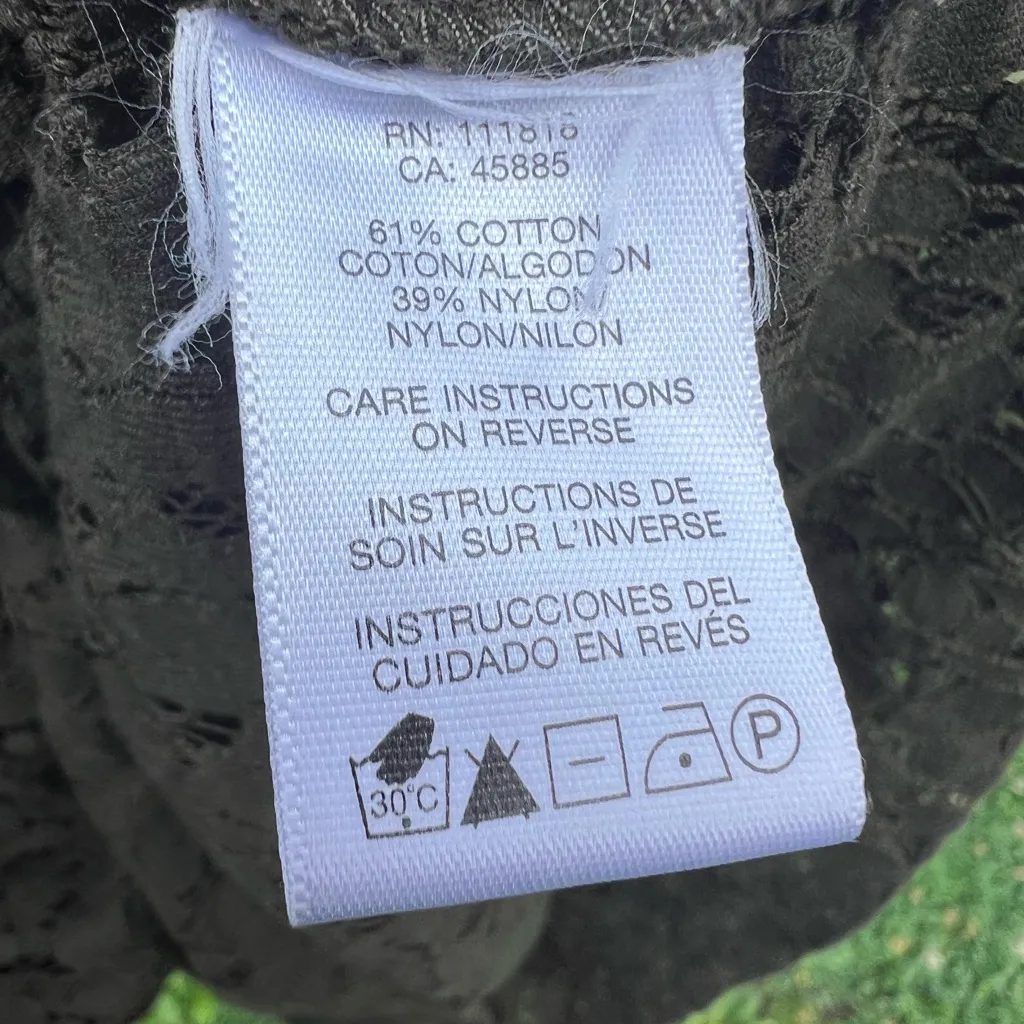 RN: 111818
CA: 45885
61% COTTON
COTON/ALGODON
39% NYLON
NYLON/NILON
CARE INSTRUCTIONS
ON REVERSE
INSTRUCTIONS DE
SOIN SUR L'INVERSE
INSTRUCCIONES DEL
CUIDADO EN REVÉS
30°C
P